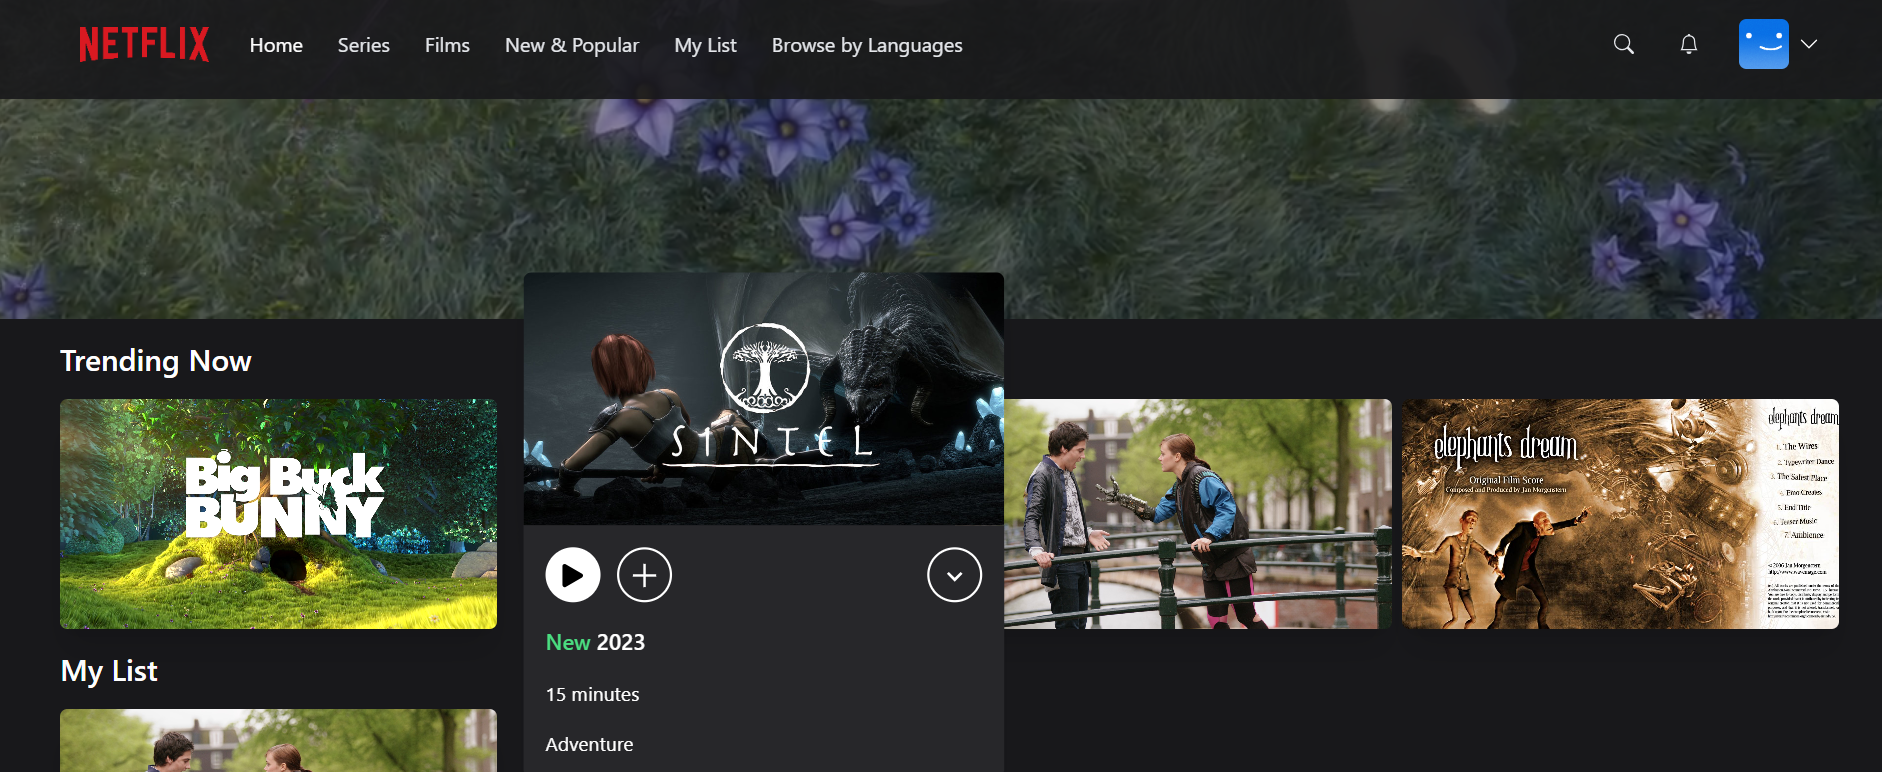 NETFLIX
Home
Series
Films
New & Popular
My List
Browse by Languages
Trending Now
Big Buck
BUNNY
SINTEL
New 2023
15 minutes
Adventure
elephants dream
Original Film Score
Composed and Produced by Jan Morgenstern
elephants dream
1. The Wires
2. Typewriter Dance
3. The Safest Place
4. Emo Creates
5. End Title
6. Teaser Music
7. Ambience
© 2006 Jan Morgenstern
My List